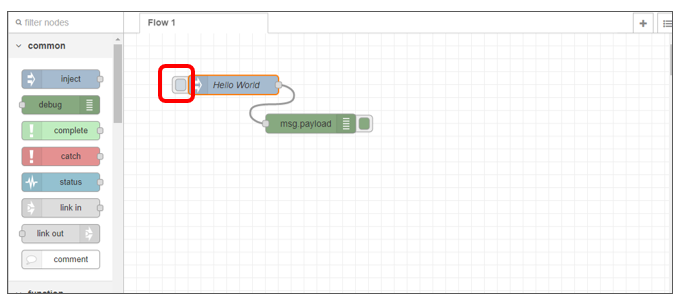 filter nodes
Flow 1
common
inject
Hello World
debug
msg.payload
complete
catch
status
link in
link out
comment
function